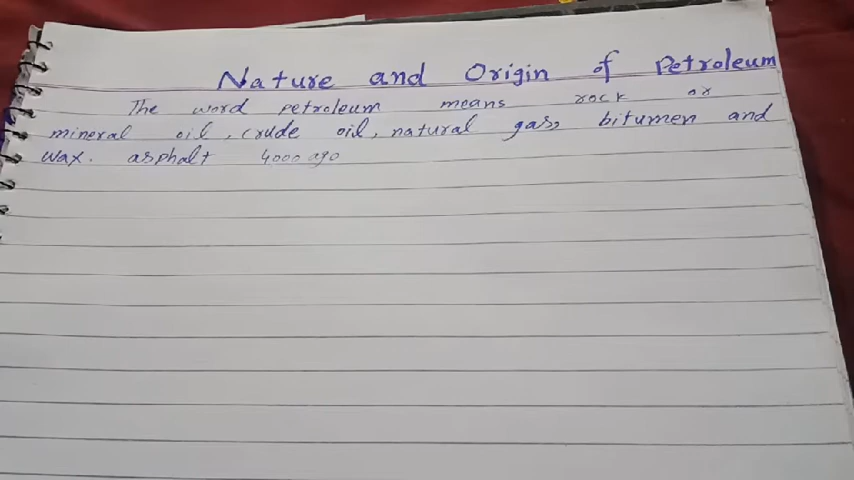 Nature and Origin of Petroleum
The word petroleum means rock or
mineral oil, crude oil, natural gas, bitumen and
wax. asphalt 4000 ago